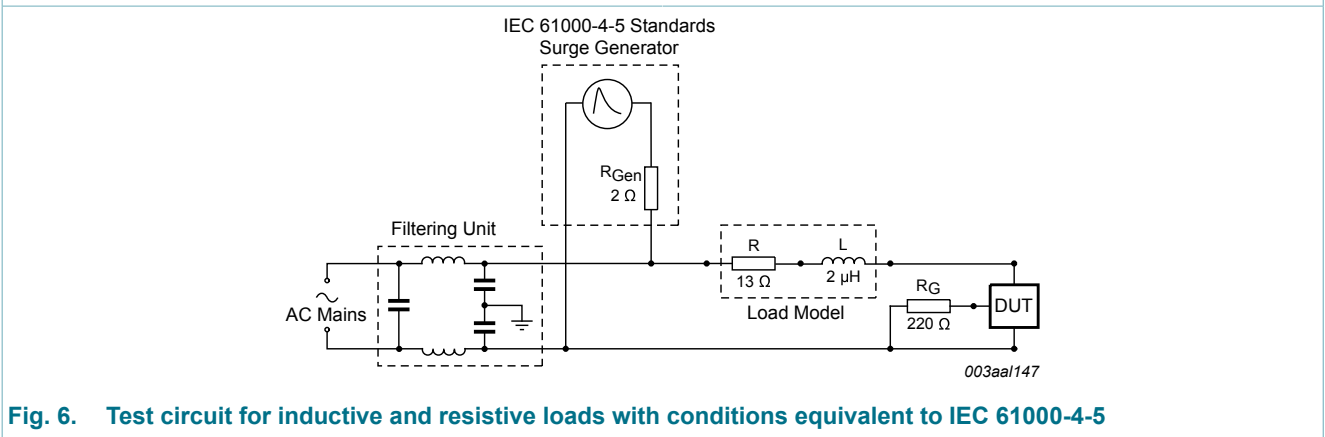 IEC 61000-4-5 Standards
Surge Generator
RGen
2 Ω
Filtering Unit
AC Mains
R
13 Ω
L
2 µH
Load Model
RG
220 Ω
DUT
003aal147
Fig. 6. Test circuit for inductive and resistive loads with conditions equivalent to IEC 61000-4-5